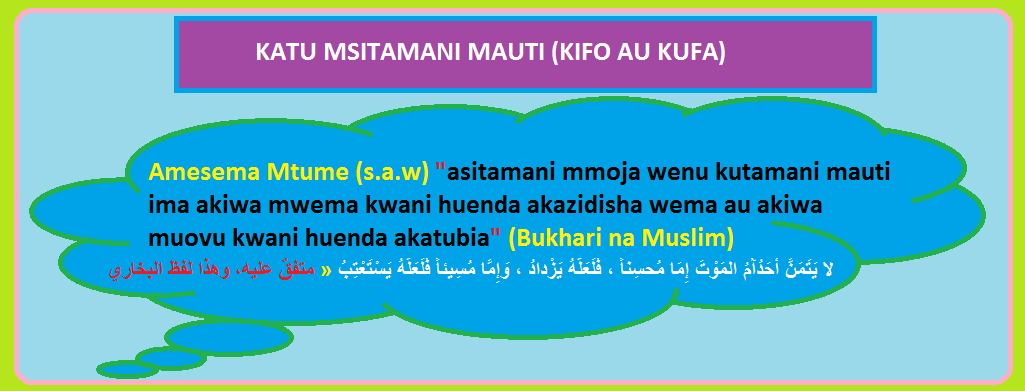 KATU MSITAMANI MAUTI (KIFO AU KUFA)
Amesema Mtume (s.a.w) "asitamani mmoja wenu kutamani mauti
ima akiwa mwema kwani huenda akazidisha wema au akiwa
muovu kwani huenda akatubia" (Bukhari na Muslim)
لا يَتَمَنَّ أحَدُآمُ المَوْتَ إِمَا مُحسِنَاً ، فَلَعَلّهُ يَزْدادُ ، وَإِمَّا مُسِيئاً فَلَعَلّهُ يَسْتَعْتِبُ » متفقٌ عليه، وهذا لفظ البخاري